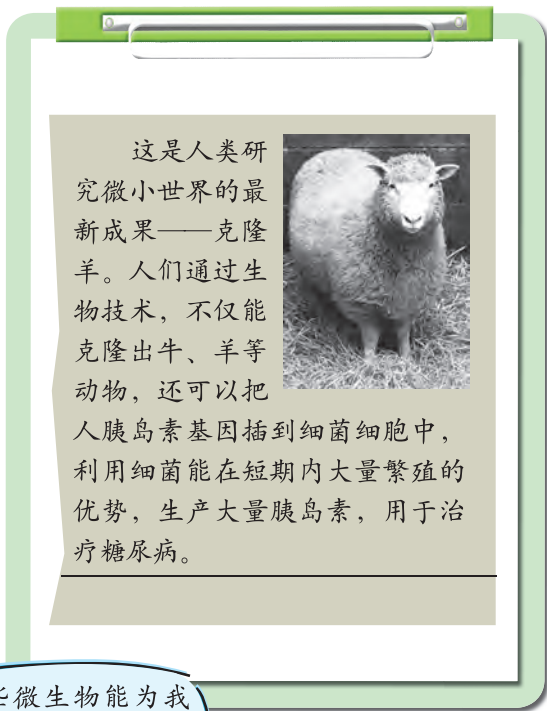 这是人类研
究微小世界的最
新成果——克隆
羊。人们通过生
物技术，不仅能
克隆出牛、羊等
动物，还可以把
人胰岛素基因插到细菌细胞中，
利用细菌能在短期内大量繁殖的
优势，生产大量胰岛素，用于治
疗糖尿病。
微生物能为我